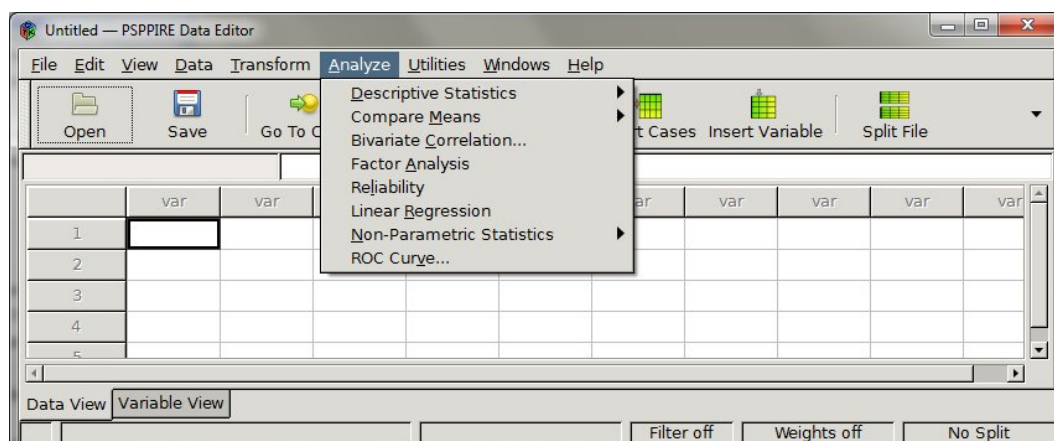 Untitled — PSPPIRE Data Editor
File Edit View Data Transform Analyze Utilities Windows Help
Open Save Go To C t Cases Insert Variable Split File
Descriptive Statistics
Compare Means
Bivariate Correlation...
Factor Analysis
Reliability
Linear Regression
Non-Parametric Statistics
ROC Curve...
var var ar var var var var
1
2
3
4
5
Data View Variable View
Filter off Weights off No Split